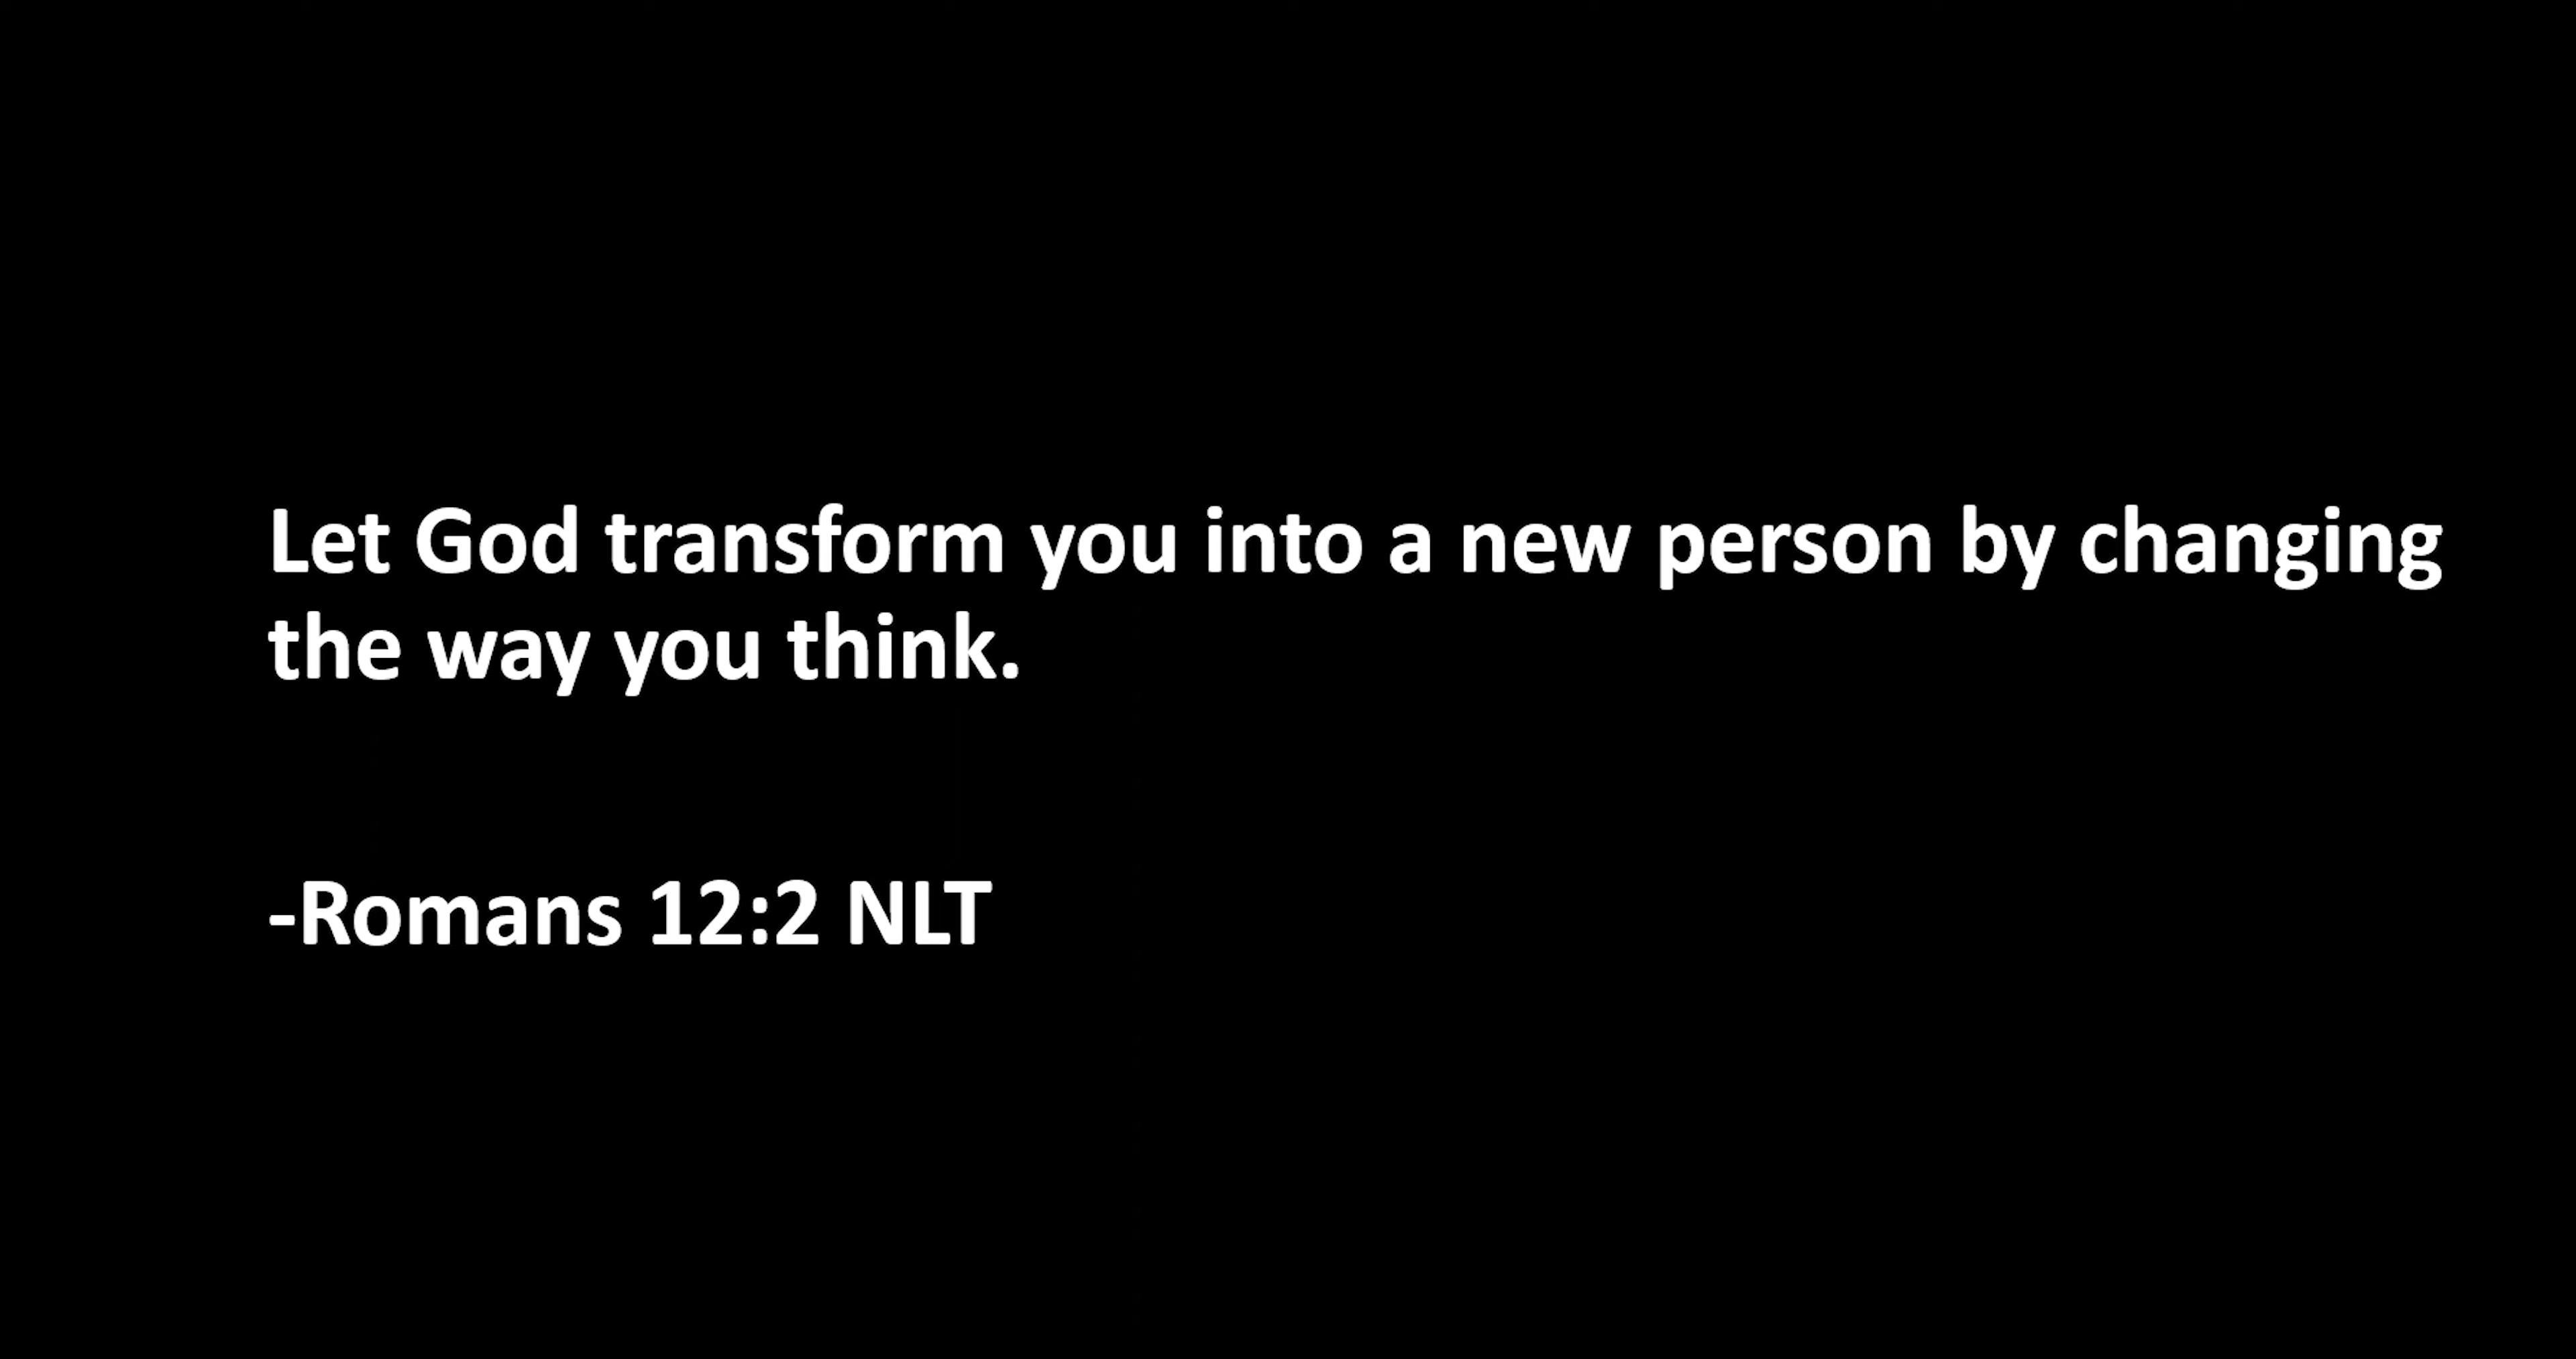 Let God transform you into a new person by changing
the way you think.
-Romans 12:2 NLT